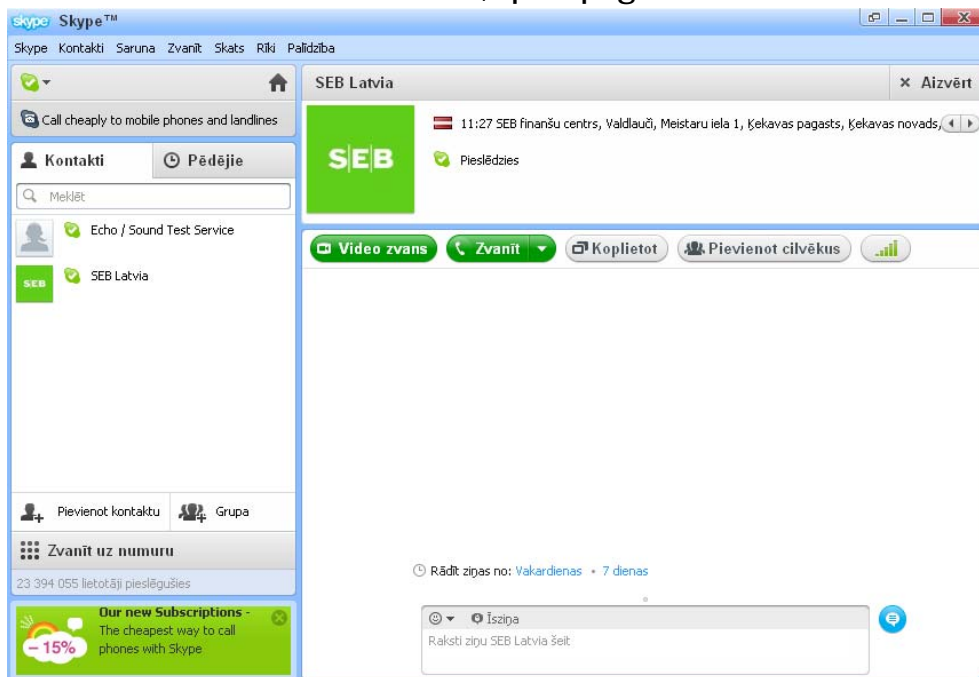 skype Skype™
Skype Kontakti Saruna Zvanīt Skats Rīki Palīdzība
Call cheaply to mobile phones and landlines
Kontakti Pēdējie
Meklēt
Echo / Sound Test Service
SEB SEB Latvia
Pievienot kontaktu Grupa
Zvanīt uz numuru
23 394 055 lietotāji pieslēgušies
Our new Subscriptions -
The cheapest way to call
- 15% phones with Skype
SEB Latvia × Aizvērt
11:27 SEB finanšu centrs, Valdlauči, Meistaru iela 1, Ķekavas pagasts, Ķekavas novads,
SEB
Pieslēdzies
Video zvans Zvanīt Koplietot Pievienot cilvēkus
Rādīt ziņas no: Vakardienas • 7 dienas
Īsziņa
Raksti ziņu SEB Latvia šeit